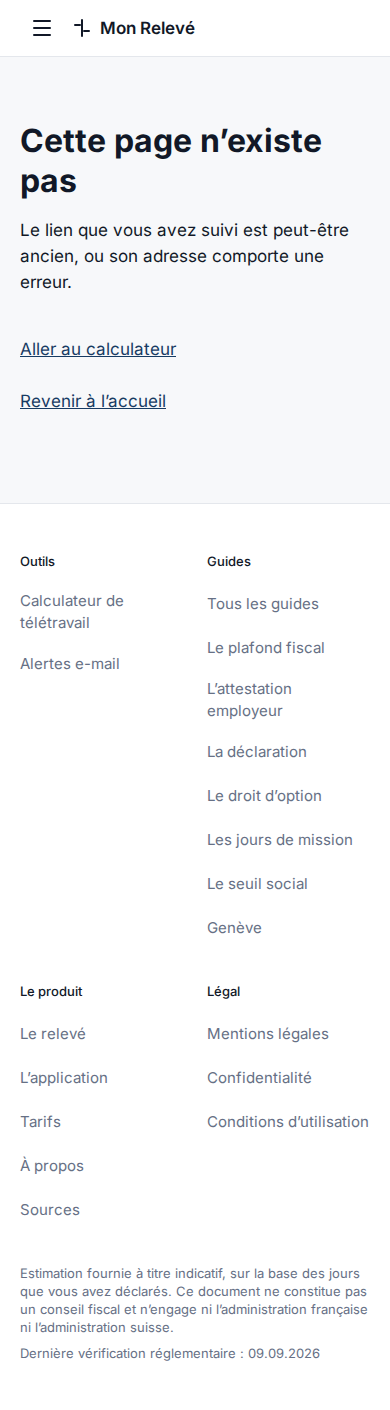 Mon Relevé
Cette page n’existe
pas
Le lien que vous avez suivi est peut-être
ancien, ou son adresse comporte une
erreur.
Aller au calculateur
Revenir à l’accueil
Outils
Calculateur de
télétravail
Alertes e-mail
Guides
Tous les guides
Le plafond fiscal
L’attestation
employeur
La déclaration
Le droit d’option
Les jours de mission
Le seuil social
Genève
Le produit
Le relevé
L’application
Tarifs
À propos
Sources
Légal
Mentions légales
Confidentialité
Conditions d’utilisation
Estimation fournie à titre indicatif, sur la base des jours
que vous avez déclarés. Ce document ne constitue pas
un conseil fiscal et n’engage ni l’administration française
ni l’administration suisse.
Dernière vérification réglementaire : 09.09.2026